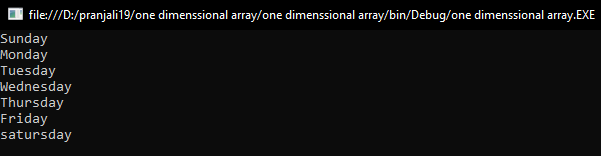 file:///D:/pranjali19/one dimenssional array/one dimenssional array/bin/Debug/one dimenssional array.EXE
Sunday
Monday
Tuesday
Wednesday
Thursday
Friday
satursday